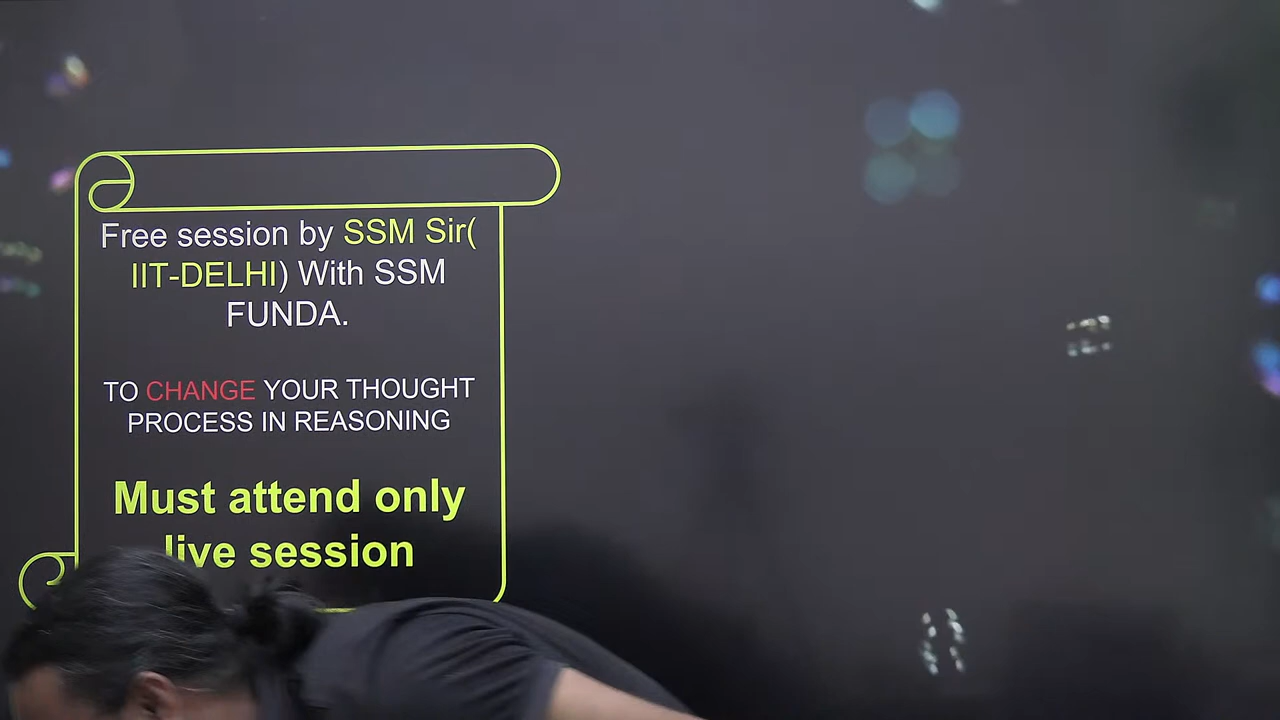 Free session by SSM Sir(
IIT-DELHI) With SSM
FUNDA.
TO CHANGE YOUR THOUGHT
PROCESS IN REASONING
Must attend only
live session